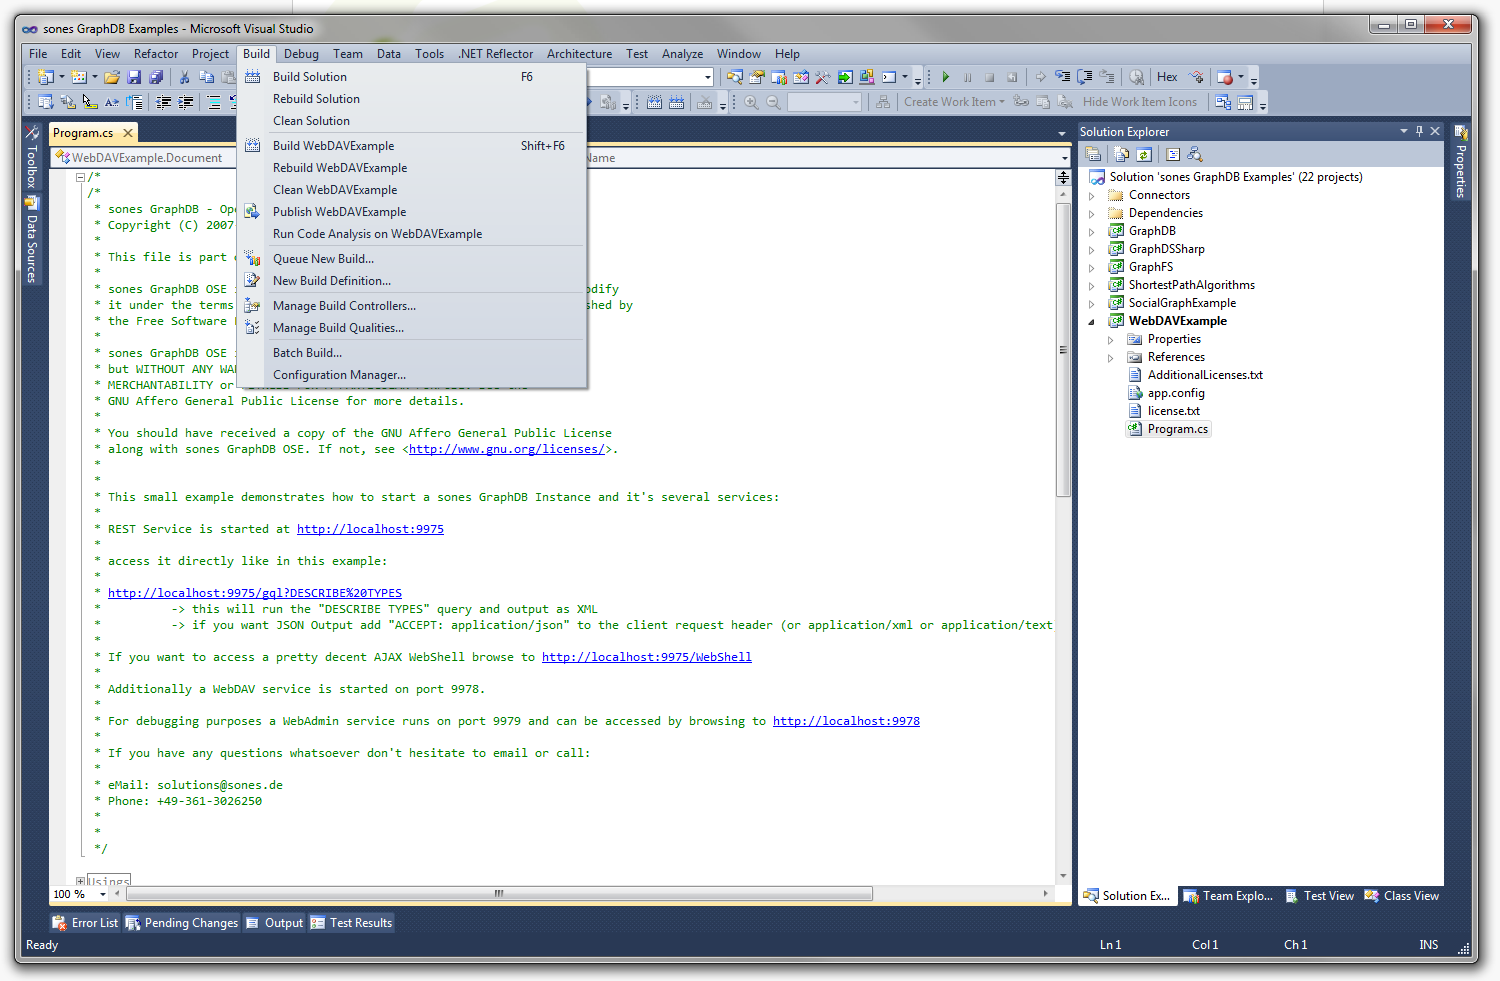 sones GraphDB Examples - Microsoft Visual Studio
File Edit View Refactor Project Build Debug Team Data Tools .NET Reflector Architecture Test Analyze Window Help
Build Solution F6
Rebuild Solution
Clean Solution
Build WebDAVExample Shift+F6
Rebuild WebDAVExample
Clean WebDAVExample
Publish WebDAVExample
Run Code Analysis on WebDAVExample
Queue New Build...
New Build Definition...
Manage Build Controllers...
Manage Build Qualities...
Batch Build...
Configuration Manager...
Hex
Create Work Item
Hide Work Item Icons
Toolbox
Data Sources
Program.cs
WebDAVExample.Document
Name
/*
/*
* sones GraphDB - Op
* Copyright (C) 2007
*
* This file is part
*
* sones GraphDB OSE odify
* it under the terms shed by
* the Free Software
*
* sones GraphDB OSE
* but WITHOUT ANY WA
* MERCHANTABILITY or
* GNU Affero General Public License for more details.
*
* You should have received a copy of the GNU Affero General Public License
* along with sones GraphDB OSE. If not, see <http://www.gnu.org/licenses/>.
*
*
* This small example demonstrates how to start a sones GraphDB Instance and it's several services:
*
* REST Service is started at http://localhost:9975
*
* access it directly like in this example:
*
* http://localhost:9975/gql?DESCRIBE%20TYPES
* -> this will run the "DESCRIBE TYPES" query and output as XML
* -> if you want JSON Output add "ACCEPT: application/json" to the client request header (or application/xml or application/text
*
* If you want to access a pretty decent AJAX WebShell browse to http://localhost:9975/WebShell
*
* Additionally a WebDAV service is started on port 9978.
*
* For debugging purposes a WebAdmin service runs on port 9979 and can be accessed by browsing to http://localhost:9978
*
* If you have any questions whatsoever don't hesitate to email or call:
*
* eMail: solutions@sones.de
* Phone: +49-361-3026250
*
*
*/
Usings
100 %
Solution Explorer
Solution 'sones GraphDB Examples' (22 projects)
Connectors
Dependencies
GraphDB
GraphDSSharp
GraphFS
ShortestPathAlgorithms
SocialGraphExample
WebDAVExample
Properties
References
AdditionalLicenses.txt
app.config
license.txt
Program.cs
Properties
Solution Ex... Team Explo... Test View Class View
Error List Pending Changes Output Test Results
Ready Ln 1 Col 1 Ch 1 INS